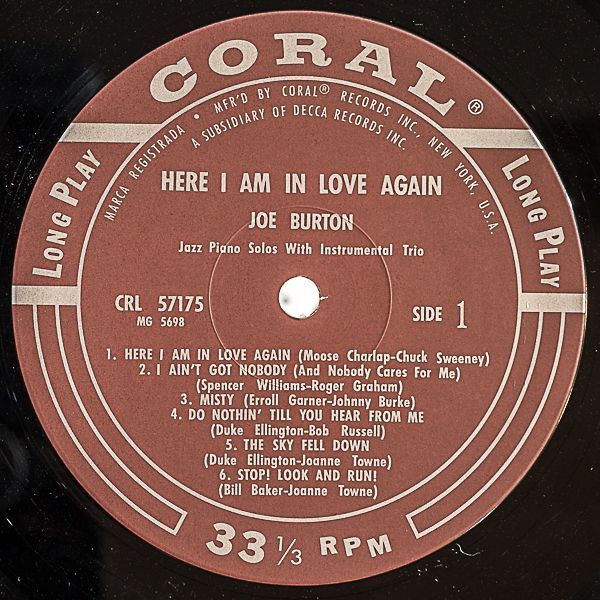 CORAL®
MARCA REGISTRADA • MFR'D BY CORAL® RECORDS INC., NEW YORK, U.S.A.
A SUBSIDIARY OF DECCA RECORDS INC.
LONG PLAY
LONG PLAY
HERE I AM IN LOVE AGAIN
JOE BURTON
Jazz Piano Solos With Instrumental Trio
CRL 57175
MG 5698
SIDE 1
1. HERE I AM IN LOVE AGAIN (Moose Charlap-Chuck Sweeney)
2. I AIN'T GOT NOBODY (And Nobody Cares For Me)
(Spencer Williams-Roger Graham)
3. MISTY (Erroll Garner-Johnny Burke)
4. DO NOTHIN' TILL YOU HEAR FROM ME
(Duke Ellington-Bob Russell)
5. THE SKY FELL DOWN
(Duke Ellington-Joanne Towne)
6. STOP! LOOK AND RUN!
(Bill Baker-Joanne Towne)
33 1/3 RPM